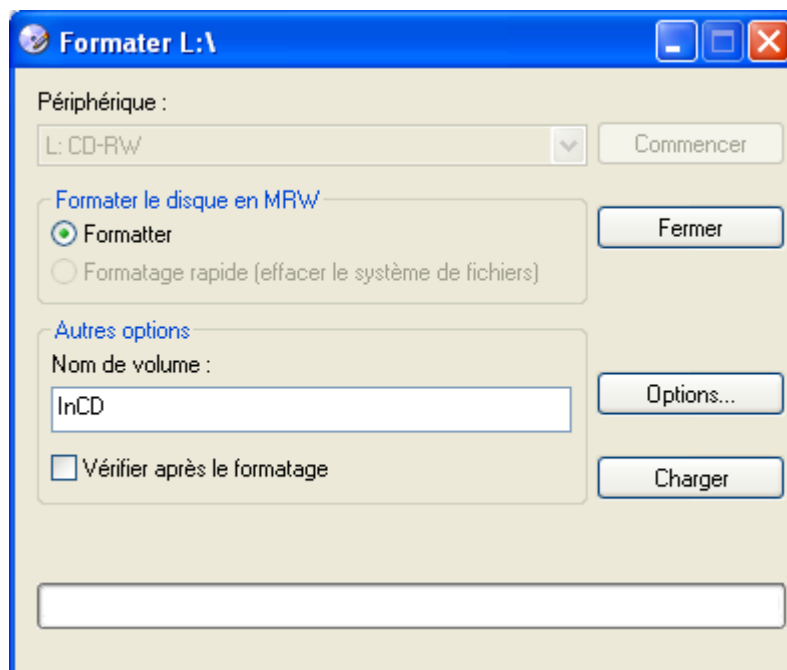 Formater L:\
Périphérique :
L: CD-RW
Commencer
Formater le disque en MRW
Formatter
Fermer
Formatage rapide (effacer le système de fichiers)
Autres options
Nom de volume :
InCD
Options...
Vérifier après le formatage
Charger